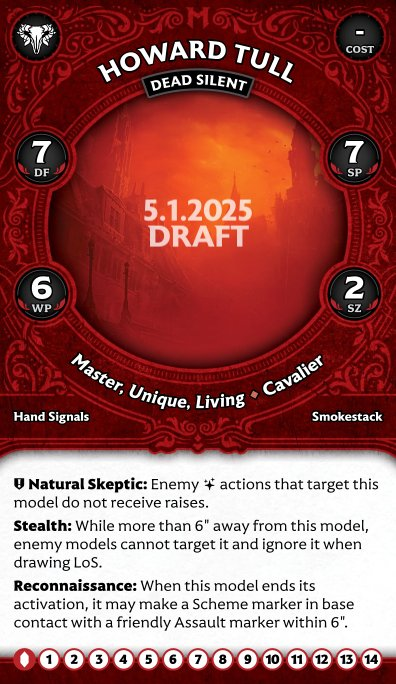 -
COST
HOWARD TULL
DEAD SILENT
7
DF
7
SP
5.1.2025
DRAFT
6
WP
2
SZ
Master, Unique, Living ♦ Cavalier
Hand Signals
Smokestack
Natural Skeptic: Enemy actions that target this
model do not receive raises.
Stealth: While more than 6" away from this model,
enemy models cannot target it and ignore it when
drawing LoS.
Reconnaissance: When this model ends its
activation, it may make a Scheme marker in base
contact with a friendly Assault marker within 6".
1 2 3 4 5 6 7 8 9 10 11 12 13 14